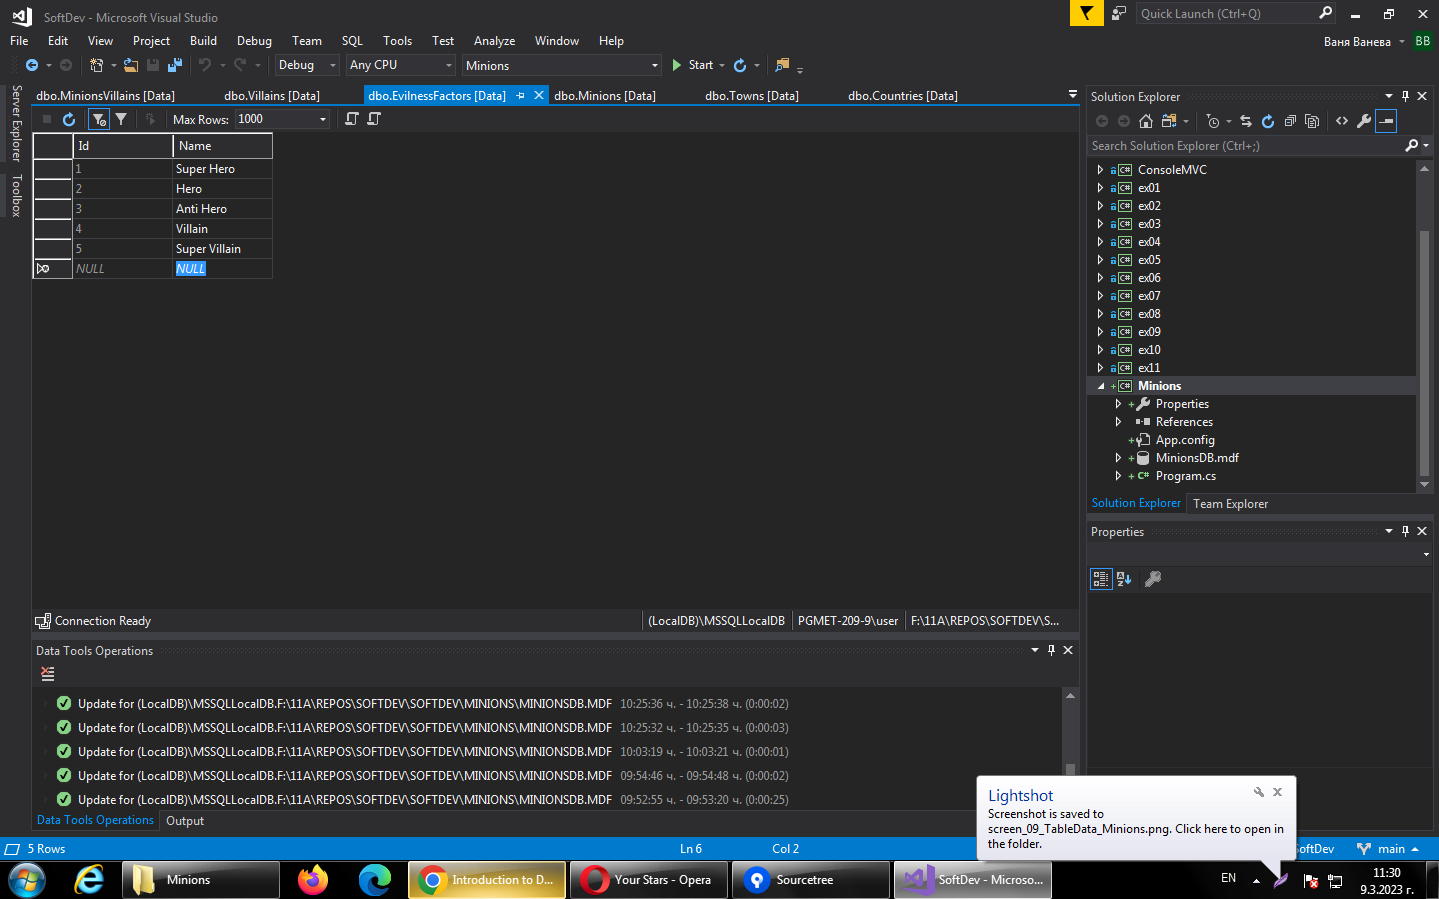 SoftDev - Microsoft Visual Studio
Quick Launch (Ctrl+Q)
File Edit View Project Build Debug Team SQL Tools Test Analyze Window Help
Ваня Ванева BB
Debug Any CPU Minions Start
Server Explorer
Toolbox
dbo.MinionsVillains [Data] dbo.Villains [Data] dbo.EvilnessFactors [Data] dbo.Minions [Data] dbo.Towns [Data] dbo.Countries [Data]
Max Rows: 1000
Id Name
1 Super Hero
2 Hero
3 Anti Hero
4 Villain
5 Super Villain
NULL NULL
Connection Ready (LocalDB)\MSSQLLocalDB PGMET-209-9\user F:\11A\REPOS\SOFTDEV\S...
Data Tools Operations
Update for (LocalDB)\MSSQLLocalDB.F:\11A\REPOS\SOFTDEV\SOFTDEV\MINIONS\MINIONSDB.MDF 10:25:36 ч. - 10:25:38 ч. (0:00:02)
Update for (LocalDB)\MSSQLLocalDB.F:\11A\REPOS\SOFTDEV\SOFTDEV\MINIONS\MINIONSDB.MDF 10:25:32 ч. - 10:25:35 ч. (0:00:03)
Update for (LocalDB)\MSSQLLocalDB.F:\11A\REPOS\SOFTDEV\SOFTDEV\MINIONS\MINIONSDB.MDF 10:03:19 ч. - 10:03:21 ч. (0:00:01)
Update for (LocalDB)\MSSQLLocalDB.F:\11A\REPOS\SOFTDEV\SOFTDEV\MINIONS\MINIONSDB.MDF 09:54:46 ч. - 09:54:48 ч. (0:00:02)
Update for (LocalDB)\MSSQLLocalDB.F:\11A\REPOS\SOFTDEV\SOFTDEV\MINIONS\MINIONSDB.MDF 09:52:55 ч. - 09:53:20 ч. (0:00:25)
Data Tools Operations Output
Solution Explorer
Search Solution Explorer (Ctrl+;)
C# ConsoleMVC
C# ex01
C# ex02
C# ex03
C# ex04
C# ex05
C# ex06
C# ex07
C# ex08
C# ex09
C# ex10
C# ex11
C# Minions
Properties
References
App.config
MinionsDB.mdf
C# Program.cs
Solution Explorer Team Explorer
Properties
Lightshot
Screenshot is saved to
screen_09_TableData_Minions.png. Click here to open in
the folder.
5 Rows Ln 6 Col 2 SoftDev main
Minions Introduction to D... Your Stars - Opera Sourcetree SoftDev - Microso... EN 11:30
9.3.2023 г.